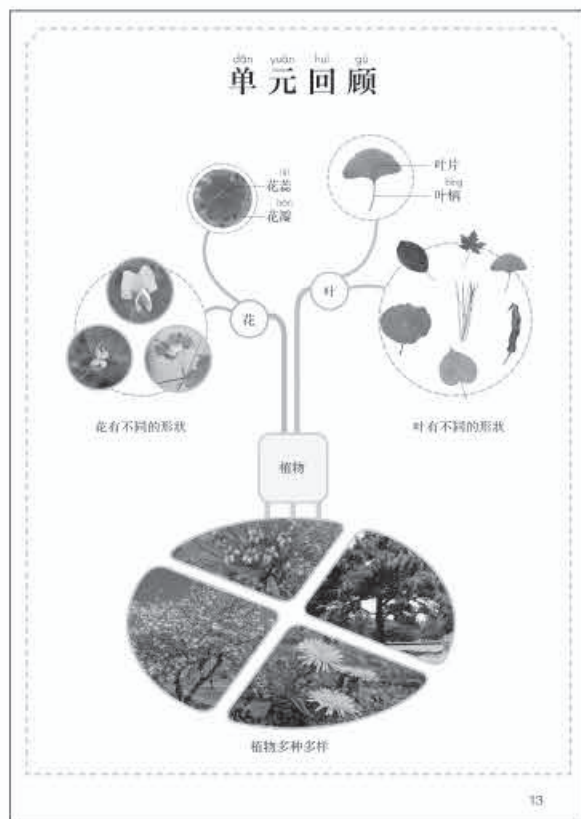 dān yuán huí gù
单元回顾
ruǐ
花蕊
bàn
花瓣
叶片
bǐng
叶柄
花
叶
花有不同的形状
叶有不同的形状
植物
植物多种多样
13